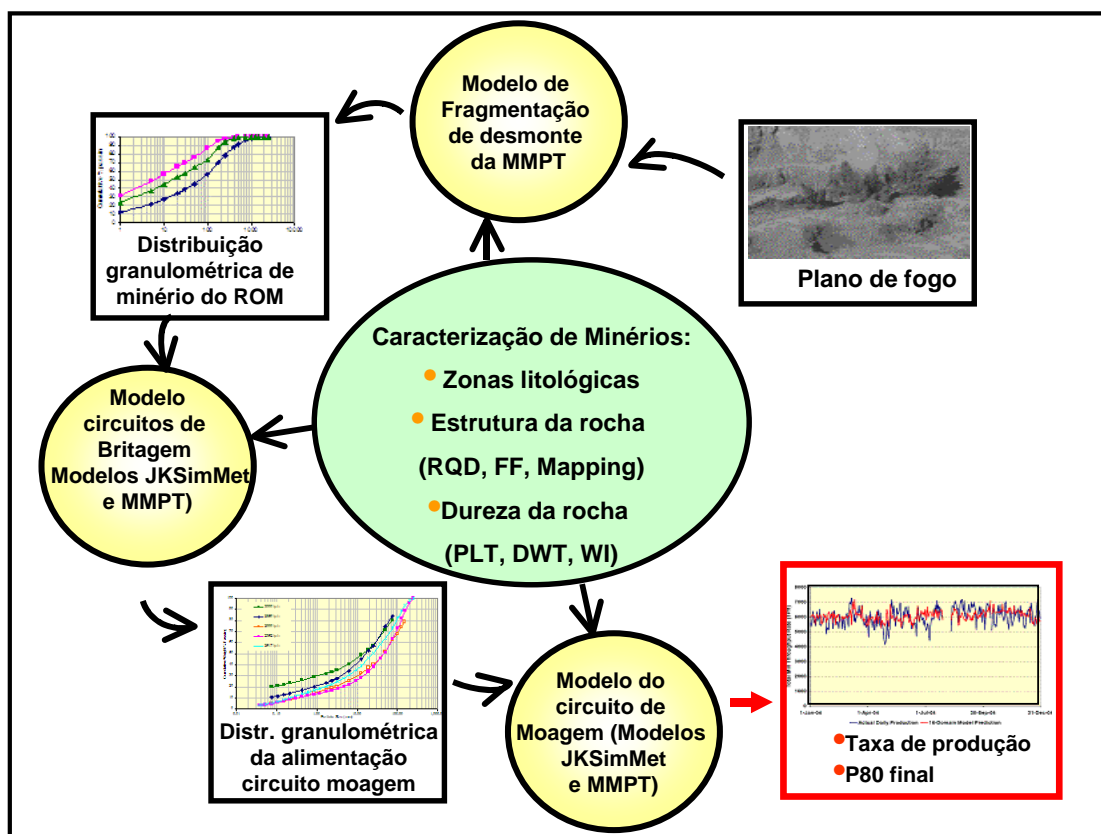 Modelo de
Fragmentação
de desmonte
da MMPT
Plano de fogo
Distribuição
granulométrica de
minério do ROM
Caracterização de Minérios:
Zonas litológicas
Estrutura da rocha
(RQD, FF, Mapping)
Dureza da rocha
(PLT, DWT, WI)
Modelo
circuitos de
Britagem
Modelos JKSimMet
e MMPT)
Distr. granulométrica
da alimentação
circuito moagem
Modelo do
circuito de
Moagem (Modelos
JKSimMet
e MMPT)
Actual Daily Production
Taxa de produção
P80 final